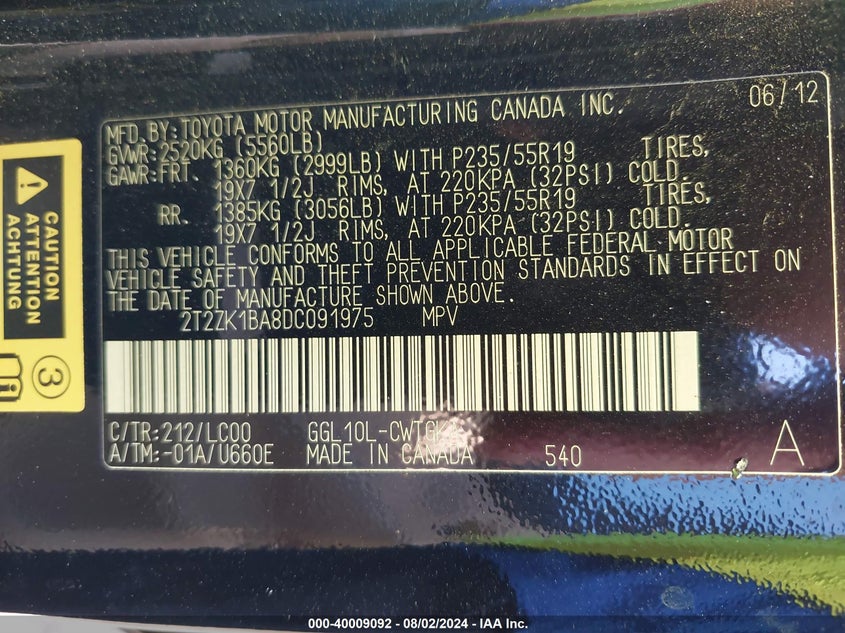 MFD. BY: TOYOTA MOTOR MANUFACTURING CANADA INC. 06/12
GVWR: 2520KG (5560LB)
GAWR: FRT. 1360KG (2999LB) WITH P235/55R19 TIRES,
19X7 1/2J RIMS, AT 220KPA (32PSI) COLD.
RR. 1385KG (3056LB) WITH P235/55R19 TIRES,
19X7 1/2J RIMS, AT 220KPA (32PSI) COLD.
THIS VEHICLE CONFORMS TO ALL APPLICABLE FEDERAL MOTOR
VEHICLE SAFETY AND THEFT PREVENTION STANDARDS IN EFFECT ON
THE DATE OF MANUFACTURE SHOWN ABOVE.
2T2ZK1BA8DC091975 MPV
C/TR: 212/LC00
A/TM: -01A/U660E MADE IN CANADA 540 A
CAUTION
ATTENTION
ACHTUNG
3
000-40009092 - 08/02/2024 - IAA Inc.